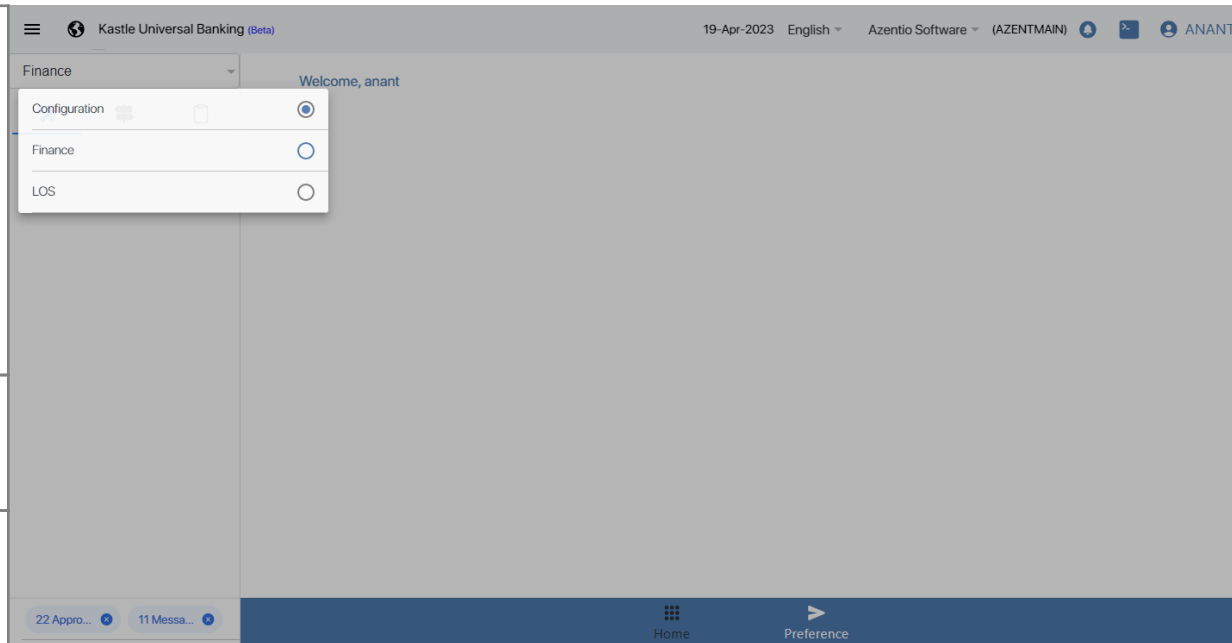 Kastle Universal Banking (Beta)
19-Apr-2023 English Azentio Software (AZENTMAIN) ANANT
Finance
Welcome, anant
Configuration
Finance
LOS
22 Appro... 11 Messa...
Home Preference